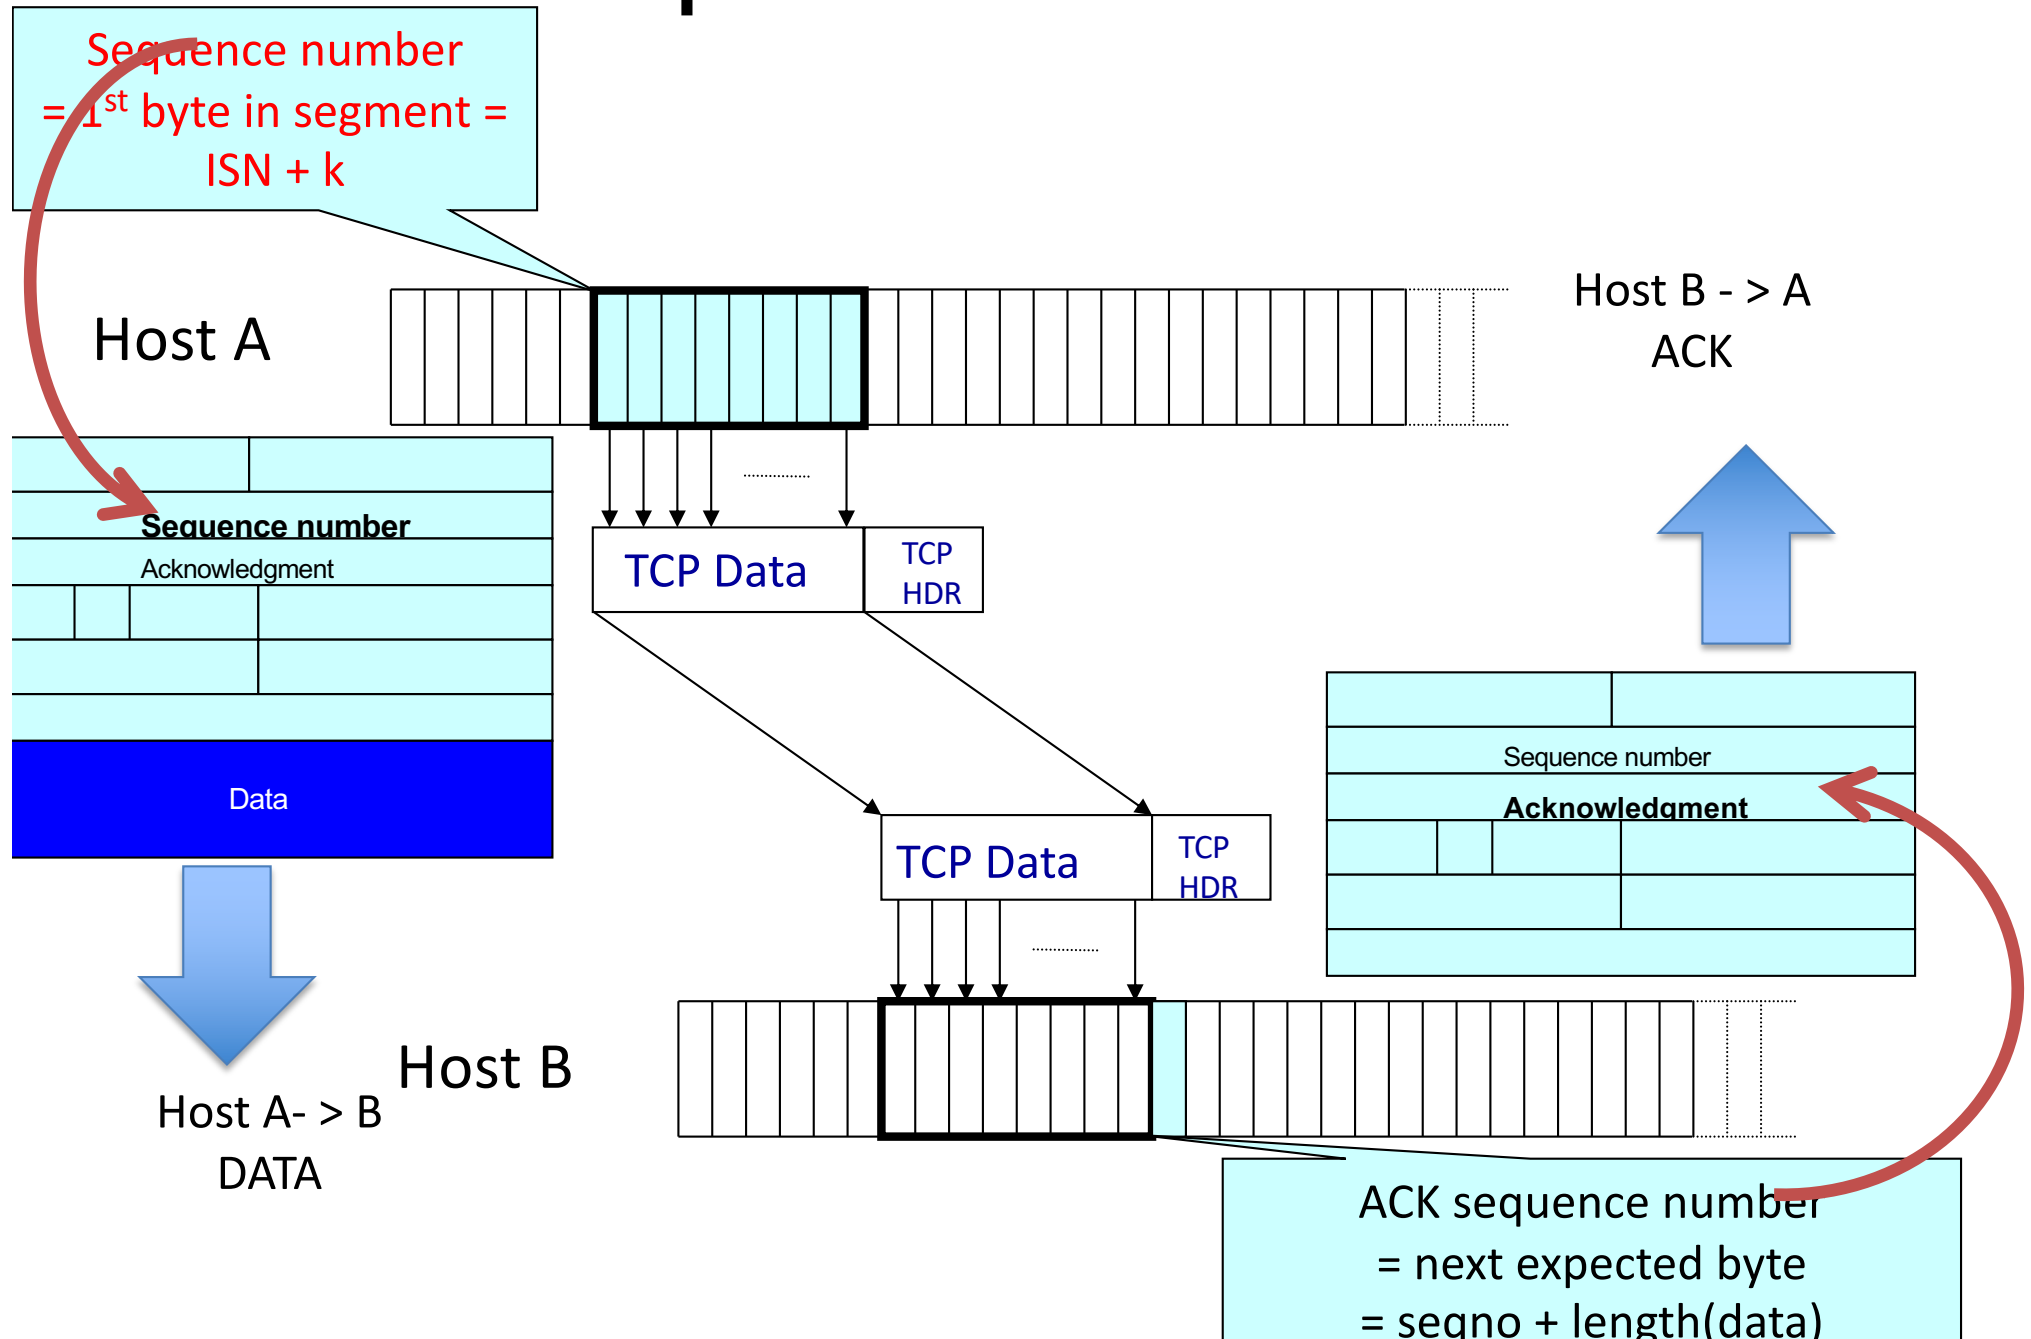 Sequence number
= 1st byte in segment =
ISN + k
Host A
Host B - > A
ACK
Sequence number
Acknowledgment
Data
TCP Data
TCP
HDR
Sequence number
Acknowledgment
TCP Data
TCP
HDR
Host B
Host A- > B
DATA
ACK sequence number
= next expected byte
= seqno + length(data)